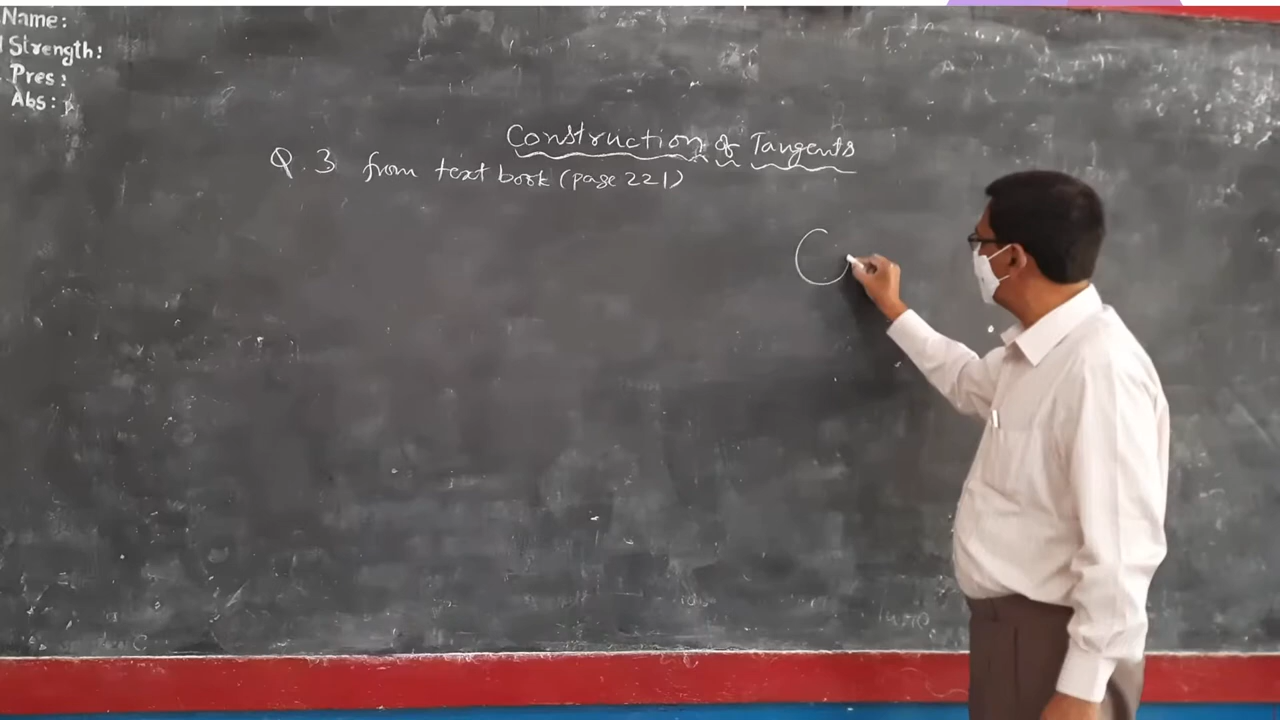 Name:
Strength:
Pres:
Abs:
Construction of Tangents
Q.3 from text book (page 221)